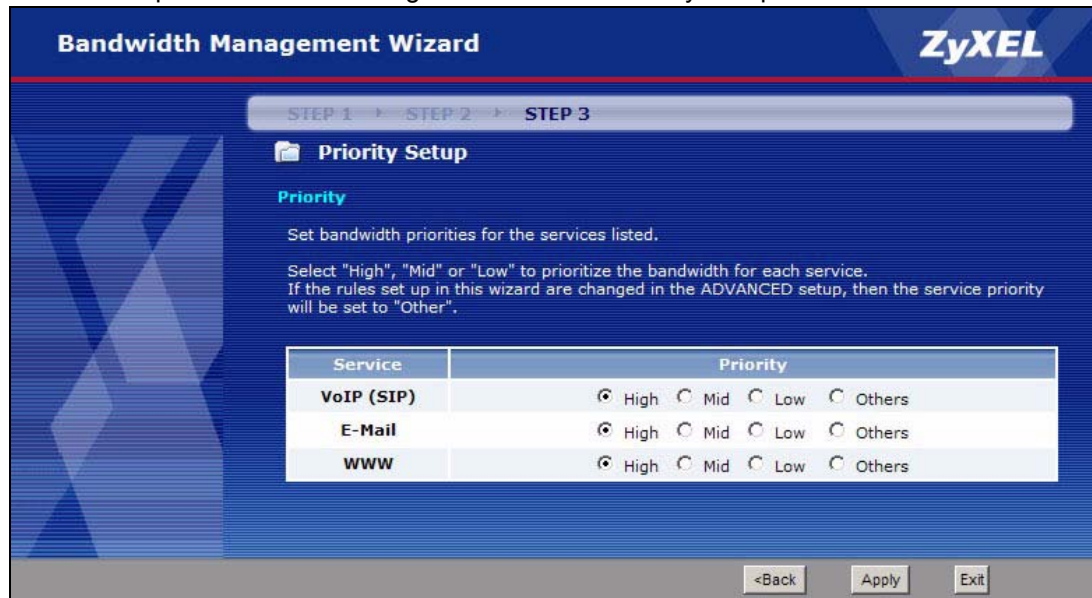 Bandwidth Management Wizard
ZyXEL
STEP 1 STEP 2 STEP 3
Priority Setup
Priority
Set bandwidth priorities for the services listed.
Select "High", "Mid" or "Low" to prioritize the bandwidth for each service.
If the rules set up in this wizard are changed in the ADVANCED setup, then the service priority
will be set to "Other".
Service Priority
VoIP (SIP) High Mid Low Others
E-Mail High Mid Low Others
WWW High Mid Low Others
<Back Apply Exit